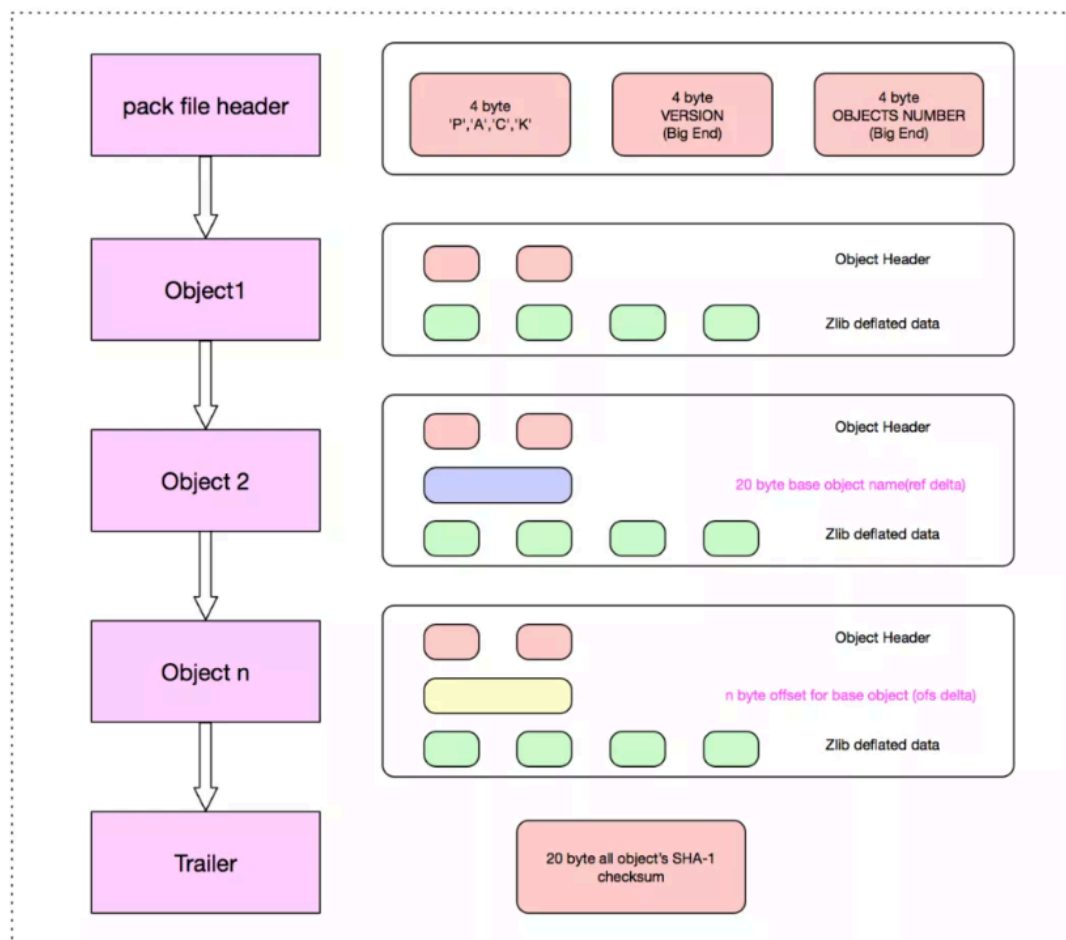 pack file header
4 byte
'P','A','C','K'
4 byte
VERSION
(Big End)
4 byte
OBJECTS NUMBER
(Big End)
Object1
Object Header
Zlib deflated data
Object 2
Object Header
20 byte base object name(ref delta)
Zlib deflated data
Object n
Object Header
n byte offset for base object (ofs delta)
Zlib deflated data
Trailer
20 byte all object's SHA-1
checksum